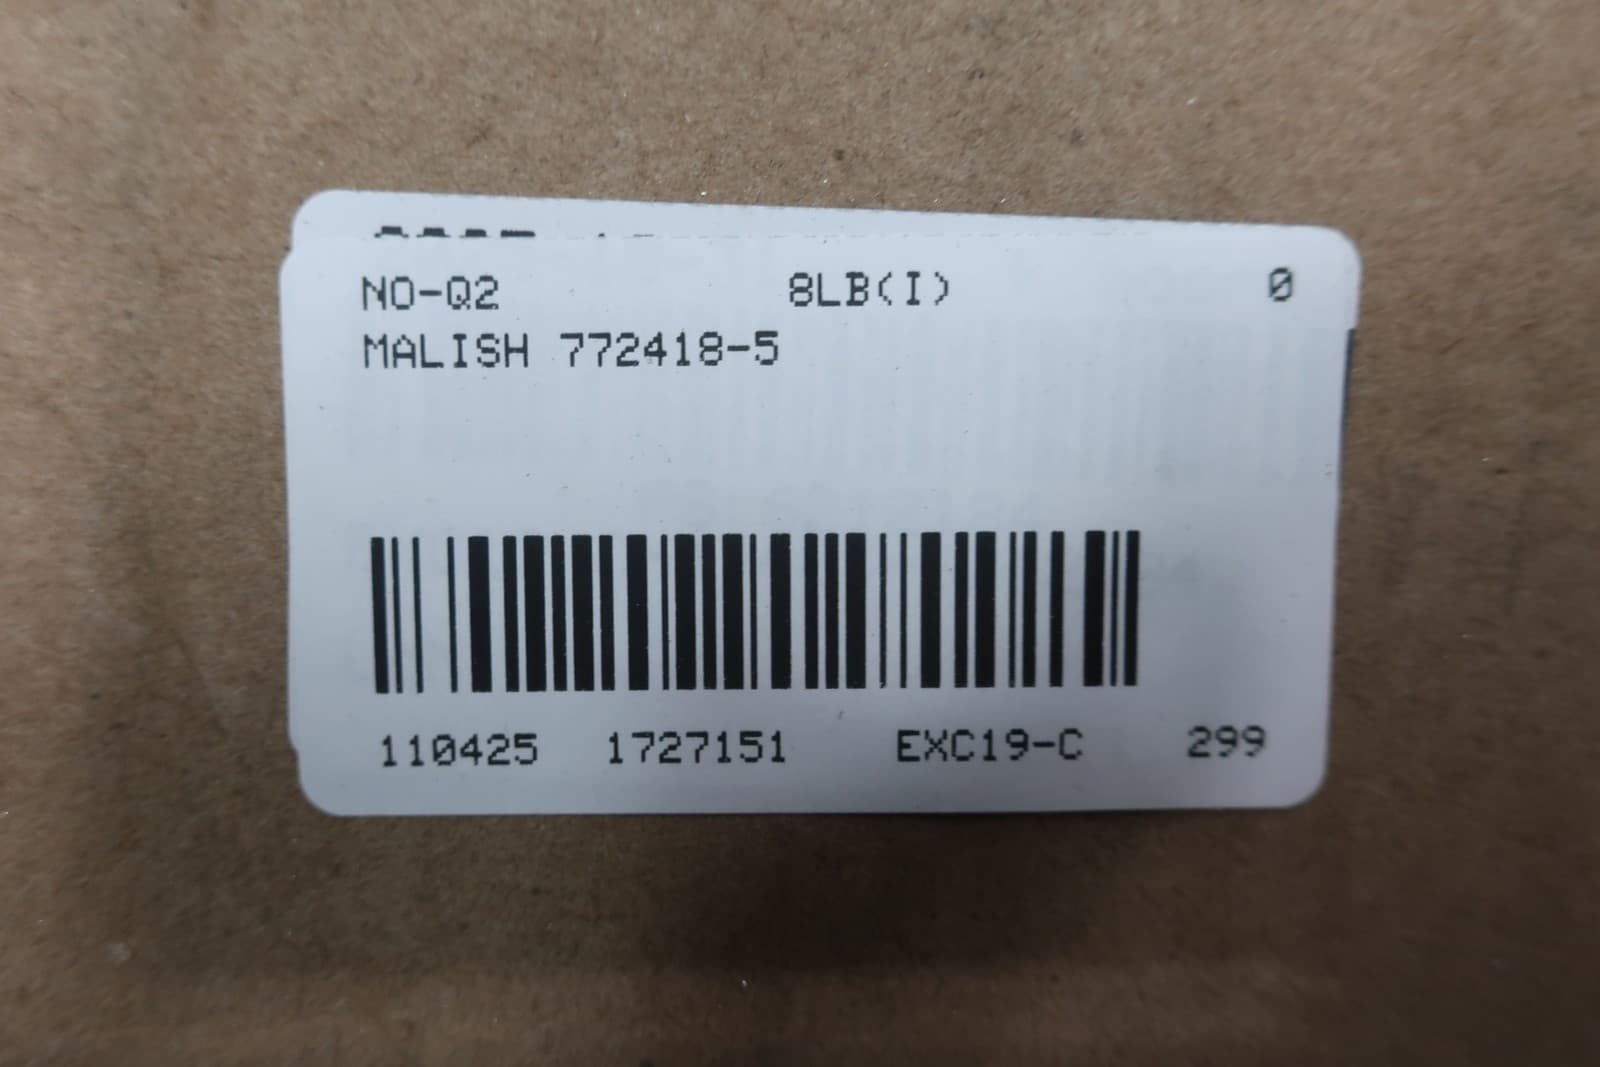 NO-Q2 8LB(I) 0
MALISH 772418-5
110425 1727151 EXC19-C 299